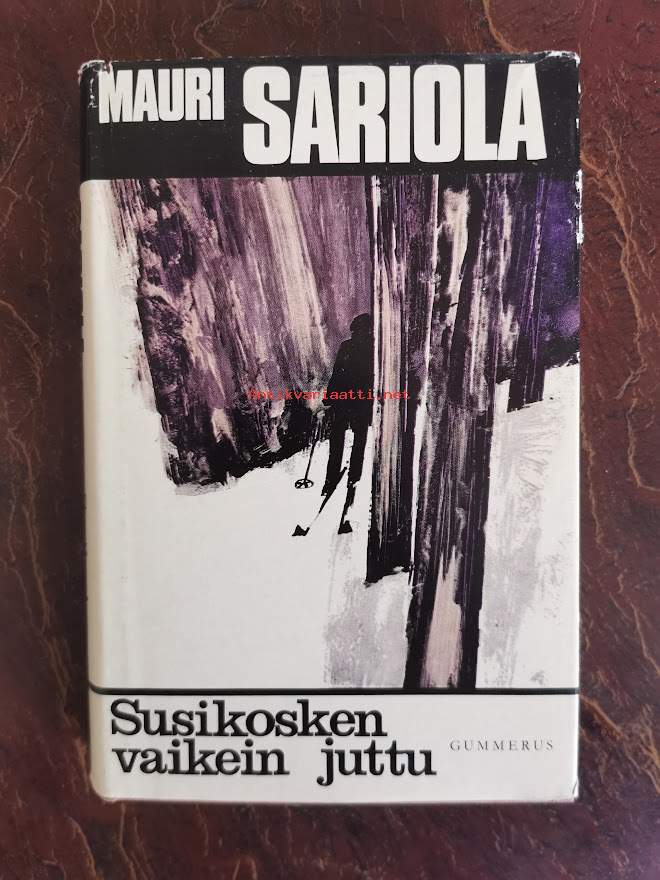 MAURI SARIOLA
Antikvariaatti.net
Susikosken
vaikein juttu
GUMMERUS